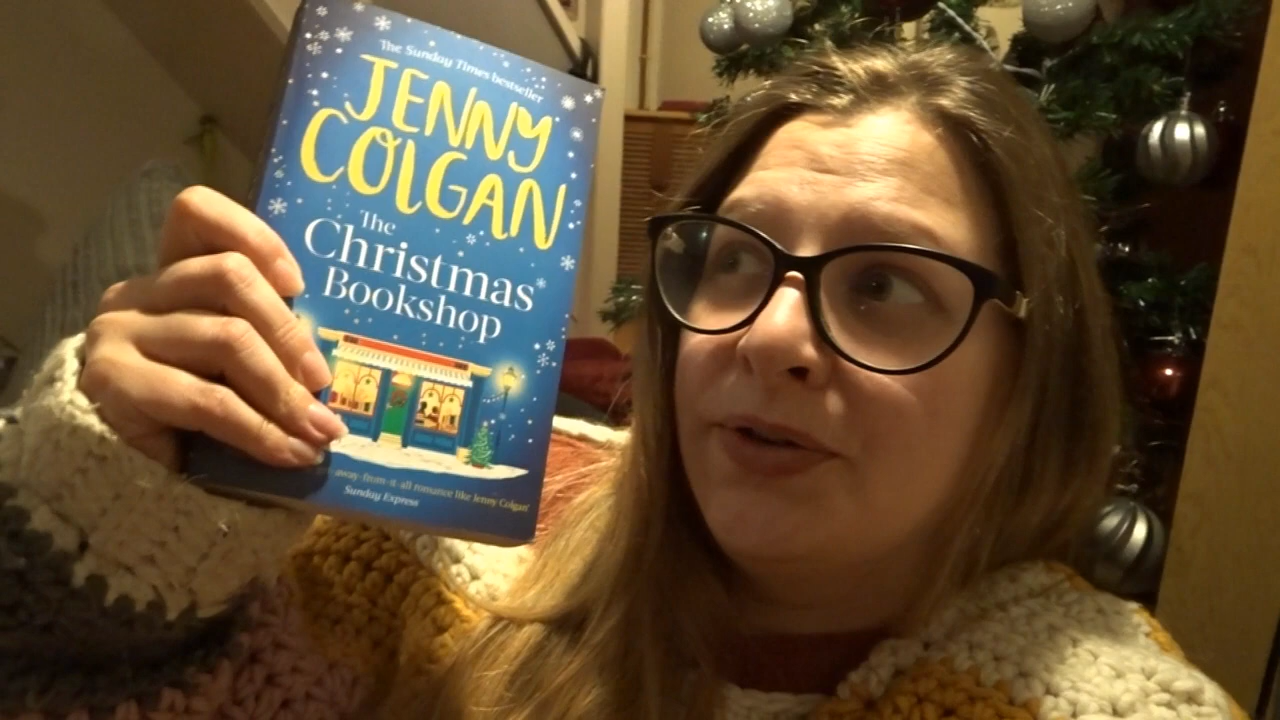 The Sunday Times bestseller
JENNY
COLGAN
The
Christmas
Bookshop
away-from-it-all romance like Jenny Colgan'
Sunday Express